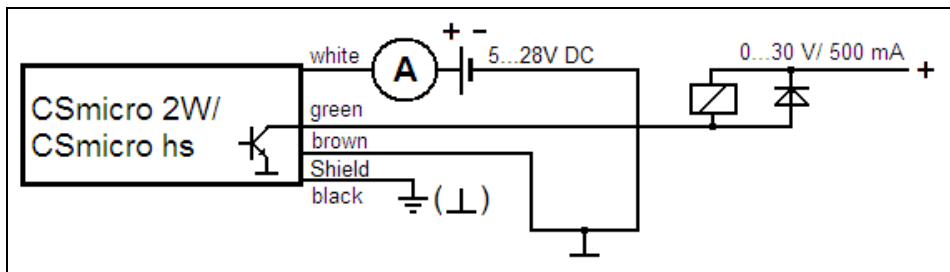 + -
white
A
5...28V DC
0...30 V/ 500 mA
+
CSmicro 2W/
CSmicro hs
green
brown
Shield
black
(⊥)